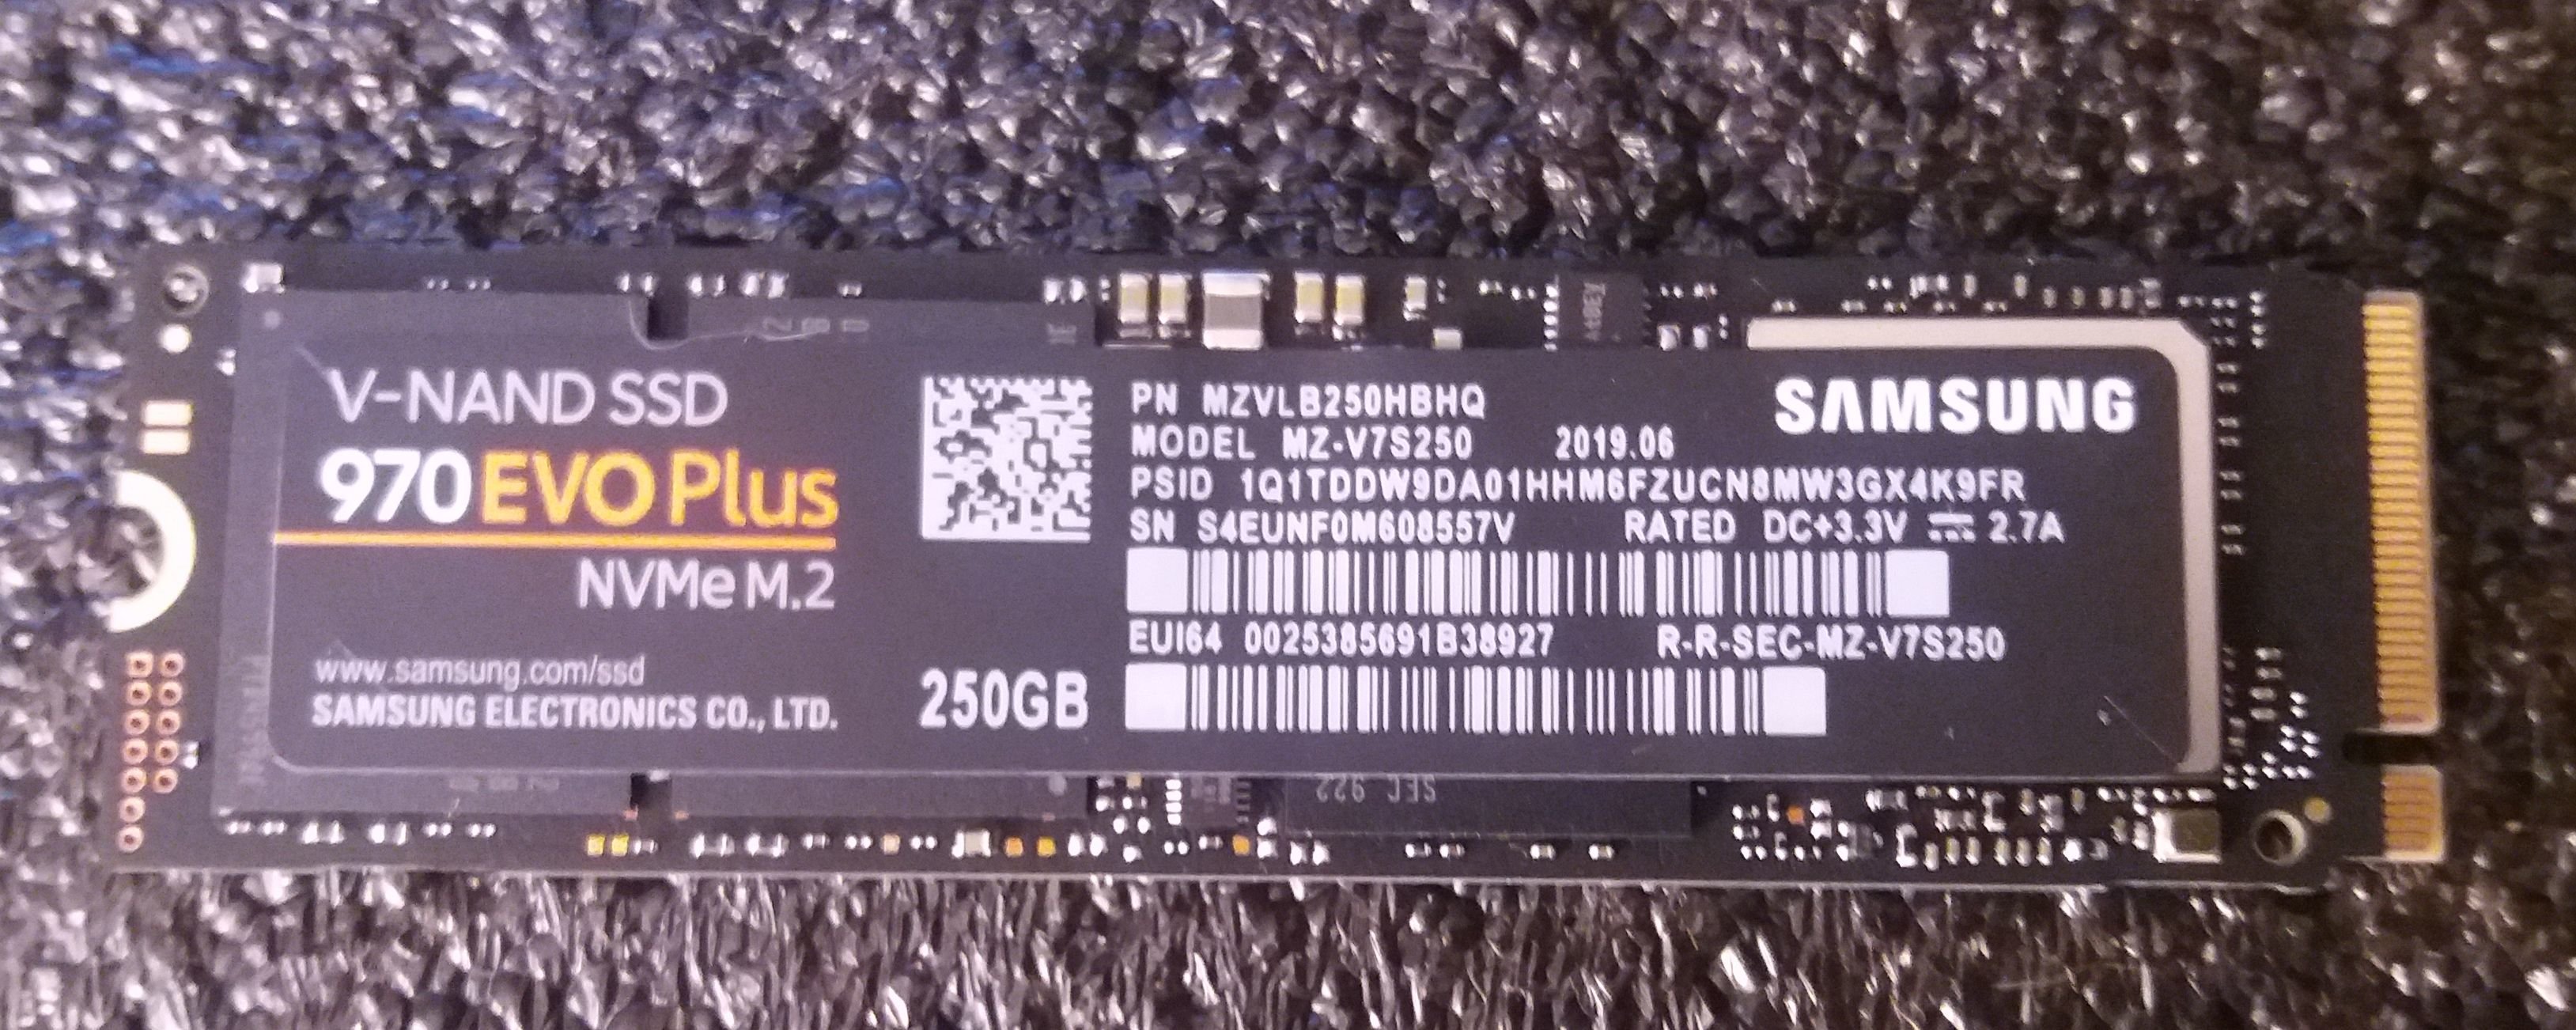 V-NAND SSD
970 EVO Plus
NVMe M.2
www.samsung.com/ssd
SAMSUNG ELECTRONICS CO., LTD.
250GB
SAMSUNG
PN MZVLB250HBHQ
MODEL MZ-V7S250 2019.06
PSID 1Q1TDDW9DA01HHM6FZUCN8MW3GX4K9FR
SN S4EUNF0M608557V RATED DC+3.3V ⎓ 2.7A
EUI64 0025385691B38927 R-R-SEC-MZ-V7S250
SEC 922